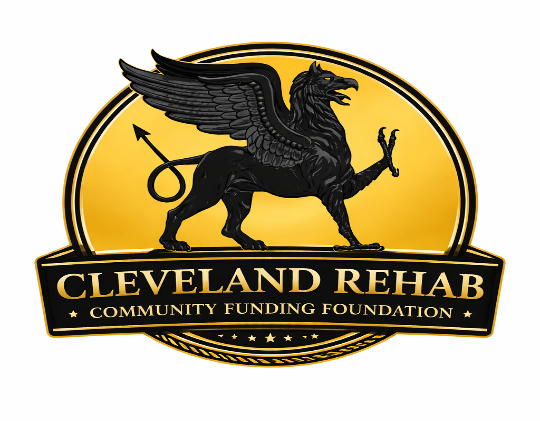 CLEVELAND REHAB
★ COMMUNITY FUNDING FOUNDATION ★